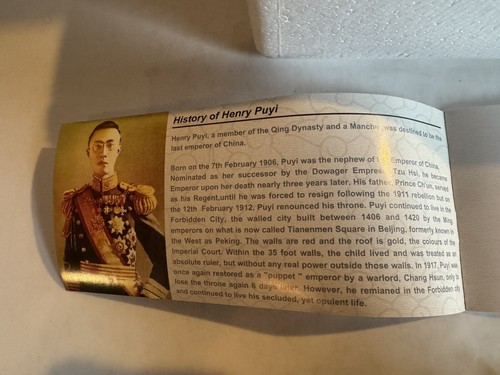 History of Henry Puyi
Henry Puyi, a member of the Qing Dynasty and a Manche, was destined to be the
last emperor of China.
Born on the 7th February 1906, Puyi was the nephew of the Emperor of China.
Nominated as her successor by the Dowager Empress Tzu Hsi, he became
Emperor upon her death nearly three years later. His father, Prince Ch'un, served
as his Regent,until he was forced to resign following the 1911 rebellion but on
the 12th February 1912, Puyi renounced his throne. Puyi continued to live in the
Forbidden City, the walled city built between 1406 and 1420 by the Ming
emperors on what is now called Tianenmen Square in Beijing, formerly known in
the West as Peking. The walls are red and the roof is gold, the colours of the
Imperial Court. Within the 35 foot walls, the child lived and was treated as an
absolute ruler, but without any real power outside those walls. In 1917, Puyi was
once again restored as a "puppet" emperor by a warlord, Chang Hsun, only to
lose the throne again 6 days later. However, he remianed in the Forbidden city
and continued to live his secluded, yet opulent life.